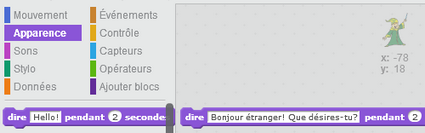 Mouvement Événements
Apparence Contrôle
Sons Capteurs
Stylo Opérateurs
Données Ajouter blocs
x: -78
y: 18
dire Hello! pendant 2 secondes
dire Bonjour étranger! Que désires-tu? pendant 2